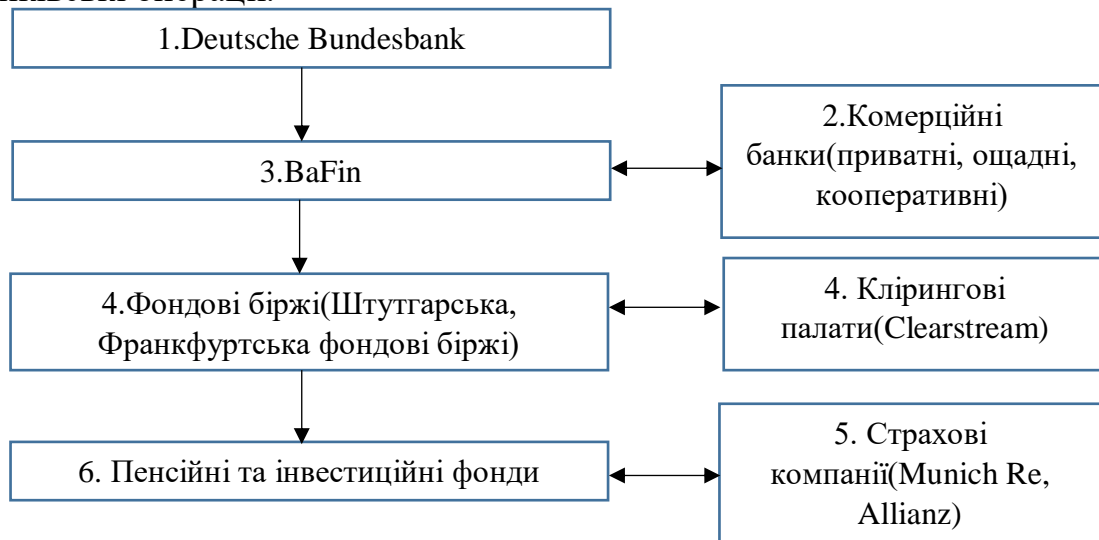 1.Deutsche Bundesbank
2.Комерційні
банки(приватні, ощадні,
кооперативні)
3.BaFin
4.Фондові біржі(Штутгарська,
Франкфуртська фондові біржі)
4. Клірингові
палати(Clearstream)
5. Страхові
компанії(Munich Re,
Allianz)
6. Пенсійні та інвестиційні фонди